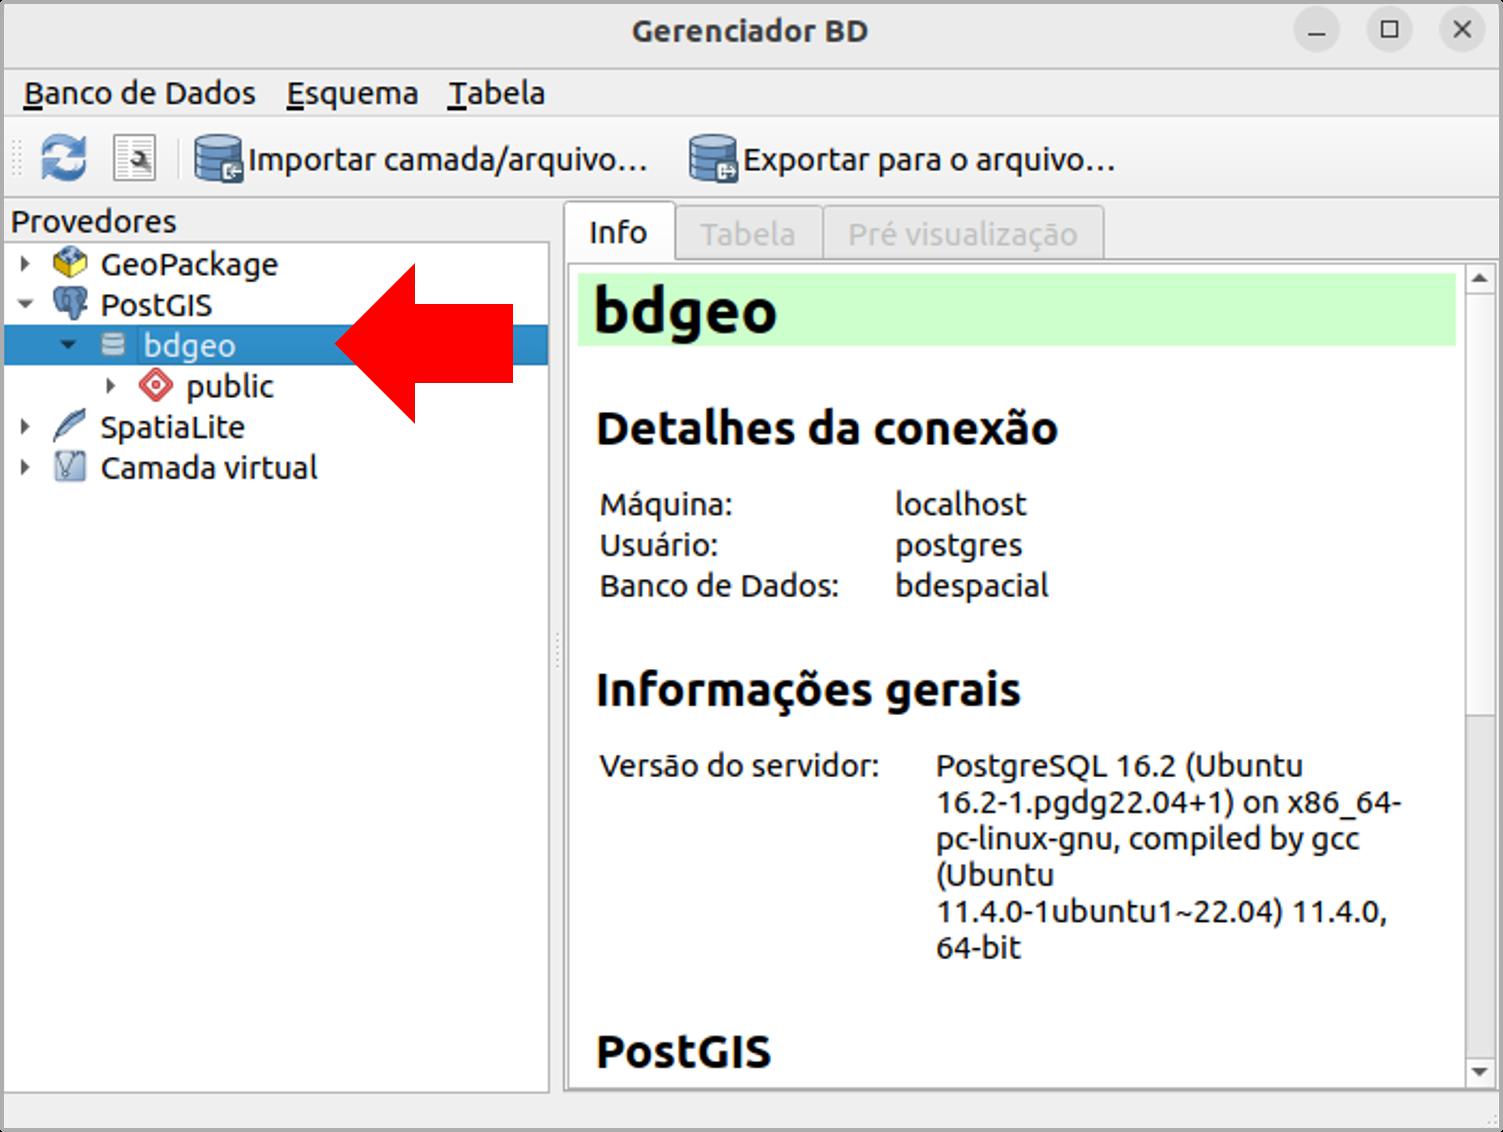 Gerenciador BD
Banco de Dados Esquema Tabela
Importar camada/arquivo... Exportar para o arquivo...
Provedores
GeoPackage
PostGIS
bdgeo
public
SpatiaLite
Camada virtual
Info Tabela Pré visualização
bdgeo
Detalhes da conexão
Máquina: localhost
Usuário: postgres
Banco de Dados: bdespacial
Informações gerais
Versão do servidor: PostgreSQL 16.2 (Ubuntu
16.2-1.pgdg22.04+1) on x86_64-
pc-linux-gnu, compiled by gcc
(Ubuntu
11.4.0-1ubuntu1~22.04) 11.4.0,
64-bit
PostGIS